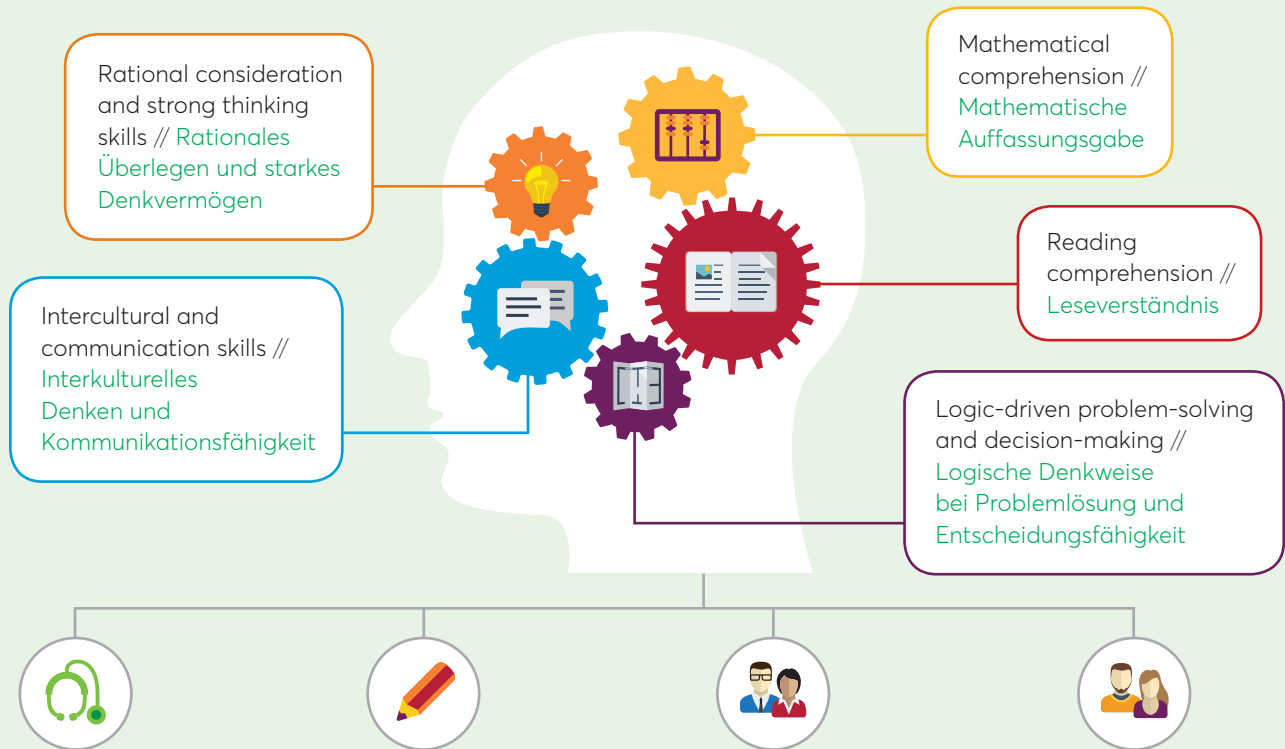 Rational consideration
and strong thinking
skills // Rationales
Überlegen und starkes
Denkvermögen
Mathematical
comprehension //
Mathematische
Auffassungsgabe
Reading
comprehension //
Leseverständnis
Intercultural and
communication skills //
Interkulturelles
Denken und
Kommunikationsfähigkeit
Logic-driven problem-solving
and decision-making //
Logische Denkweise
bei Problemlösung und
Entscheidungsfähigkeit